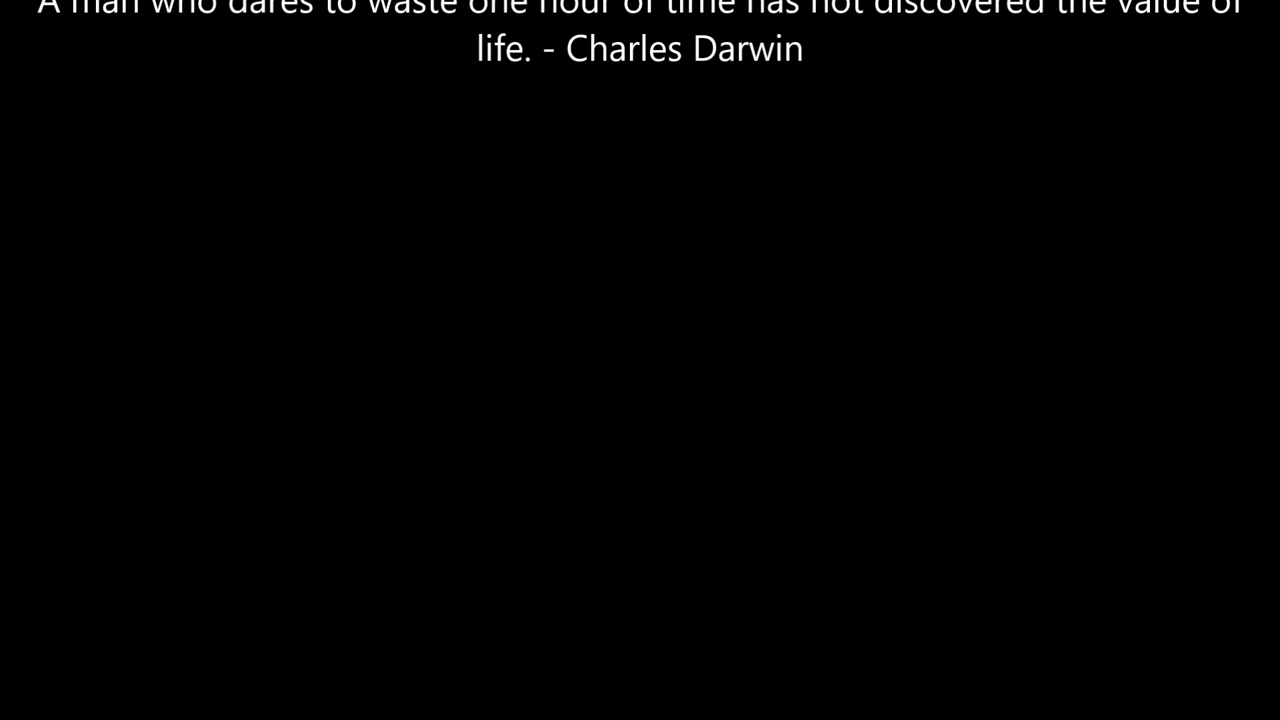 A man who dares to waste one hour of time has not discovered the value of
life. - Charles Darwin